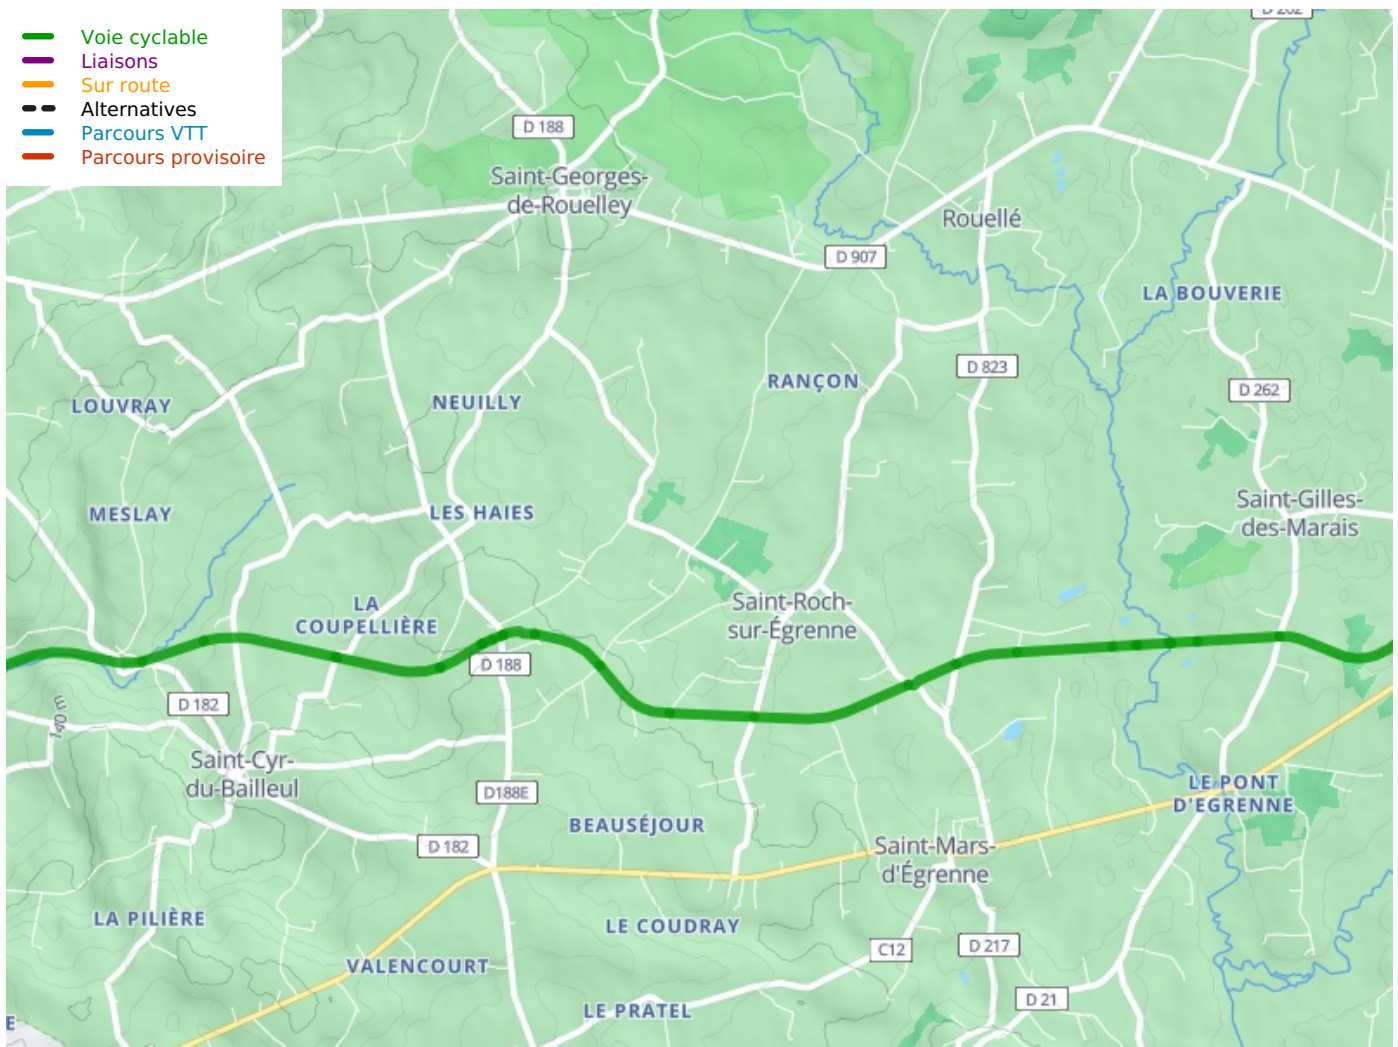 Voie cyclable
Liaisons
Sur route
Alternatives
Parcours VTT
Parcours provisoire
D 262
D 188
Saint-Georges-
de-Rouelley
Rouellé
D 907
LA BOUVERIE
D 823
RANÇON
D 262
NEUILLY
LOUVRAY
Saint-Gilles-
des-Marais
MESLAY
LES HAIES
LA
COUPELLIÈRE
Saint-Roch-
sur-Égrenne
D 188
D 182
140 m
Saint-Cyr-
du-Bailleul
D188E
LE PONT
D'EGRENNE
BEAUSÉJOUR
D 182
Saint-Mars-
d'Égrenne
LA PILIÈRE
LE COUDRAY
C12
D 217
VALENCOURT
D 21
LE PRATEL
E